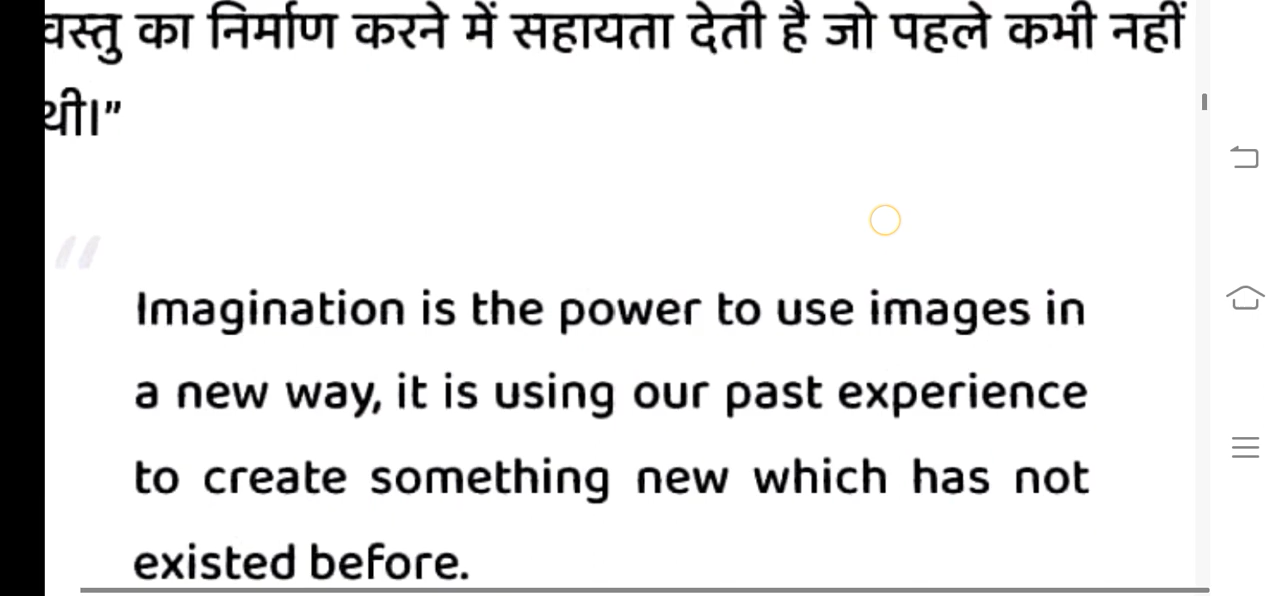 वस्तु का निर्माण करने में सहायता देती है जो पहले कभी नहीं
थी।”
“
Imagination is the power to use images in
a new way, it is using our past experience
to create something new which has not
existed before.